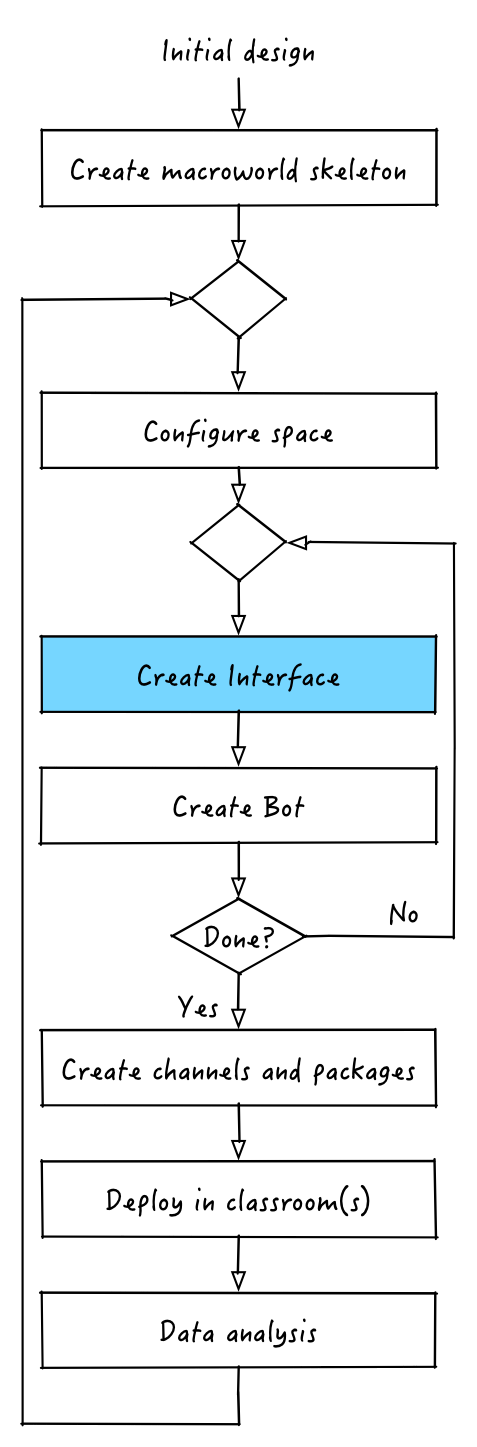 Initial design
Create macroworld skeleton
Configure space
Create Interface
Create Bot
Done?
No
Yes
Create channels and packages
Deploy in classroom(s)
Data analysis